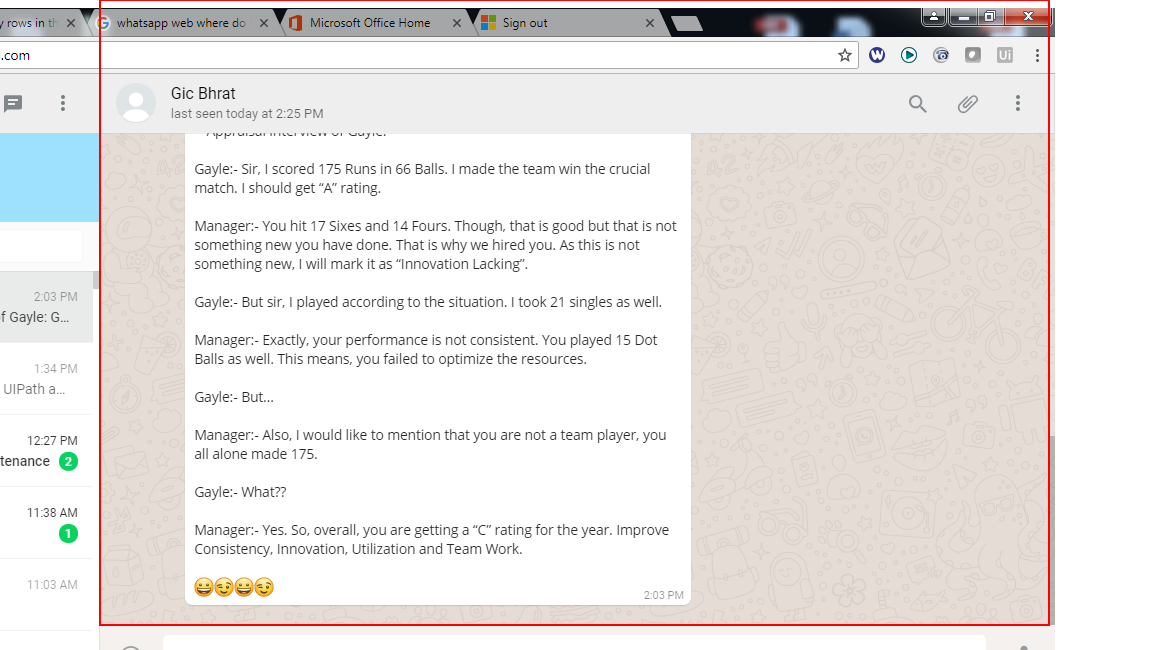 y rows in th
whatsapp web where do
Microsoft Office Home
Sign out
.com
Gic Bhrat
last seen today at 2:25 PM
Appraisal Interview of Gayle:
Gayle:- Sir, I scored 175 Runs in 66 Balls. I made the team win the crucial
match. I should get “A” rating.
Manager:- You hit 17 Sixes and 14 Fours. Though, that is good but that is not
something new you have done. That is why we hired you. As this is not
something new, I will mark it as “Innovation Lacking”.
Gayle:- But sir, I played according to the situation. I took 21 singles as well.
Manager:- Exactly, your performance is not consistent. You played 15 Dot
Balls as well. This means, you failed to optimize the resources.
Gayle:- But...
Manager:- Also, I would like to mention that you are not a team player, you
all alone made 175.
Gayle:- What??
Manager:- Yes. So, overall, you are getting a “C” rating for the year. Improve
Consistency, Innovation, Utilization and Team Work.
😀😉😀😉
2:03 PM
2:03 PM
of Gayle: G...
1:34 PM
UIPath a...
12:27 PM
tenance 2
11:38 AM
1
11:03 AM
W
Ui